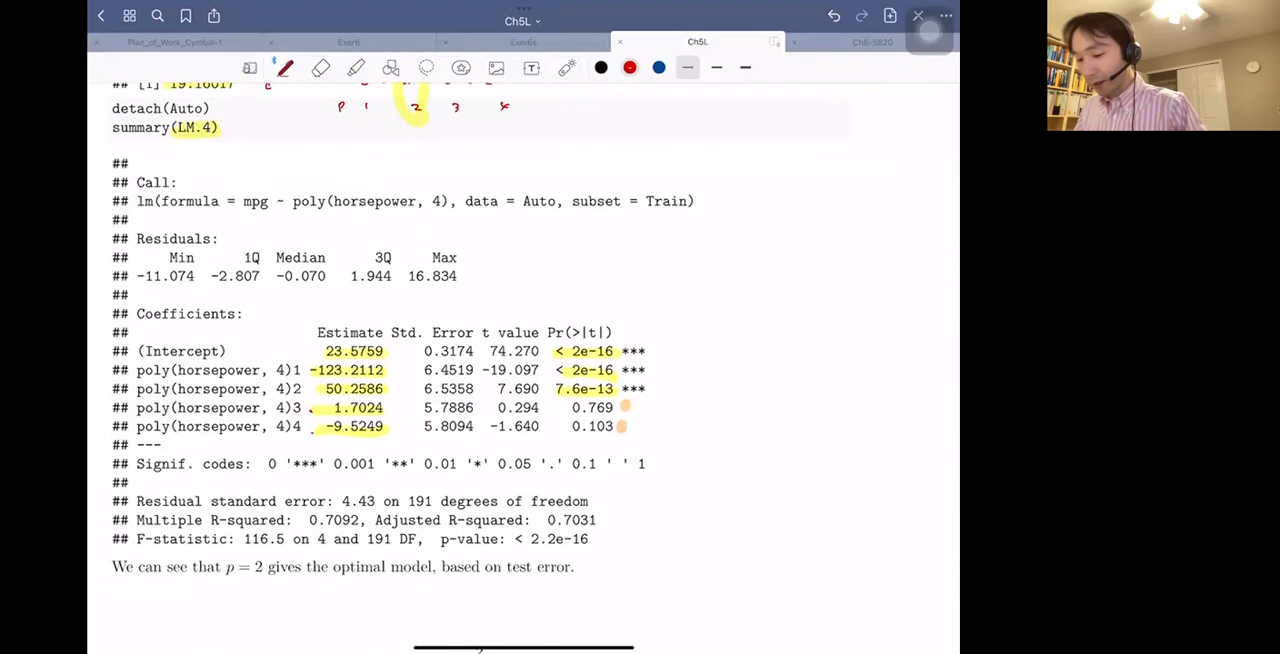 Ch5L
Plan_of_Work_Cymbal-1
Exer6
Exer6s
Ch5L
Ch6-5820
## [1] 19.16017
detach(Auto)
P 1 2 3 4
summary(LM.4)
##
## Call:
## lm(formula = mpg ~ poly(horsepower, 4), data = Auto, subset = Train)
##
## Residuals:
## Min 1Q Median 3Q Max
## -11.074 -2.807 -0.070 1.944 16.834
##
## Coefficients:
## Estimate Std. Error t value Pr(>|t|)
## (Intercept) 23.5759 0.3174 74.270 < 2e-16 ***
## poly(horsepower, 4)1 -123.2112 6.4519 -19.097 < 2e-16 ***
## poly(horsepower, 4)2 50.2586 6.5358 7.690 7.6e-13 ***
## poly(horsepower, 4)3 1.7024 5.7886 0.294 0.769
## poly(horsepower, 4)4 -9.5249 5.8094 -1.640 0.103
## ---
## Signif. codes: 0 '***' 0.001 '**' 0.01 '*' 0.05 '.' 0.1 ' ' 1
##
## Residual standard error: 4.43 on 191 degrees of freedom
## Multiple R-squared: 0.7092, Adjusted R-squared: 0.7031
## F-statistic: 116.5 on 4 and 191 DF, p-value: < 2.2e-16
We can see that p = 2 gives the optimal model, based on test error.